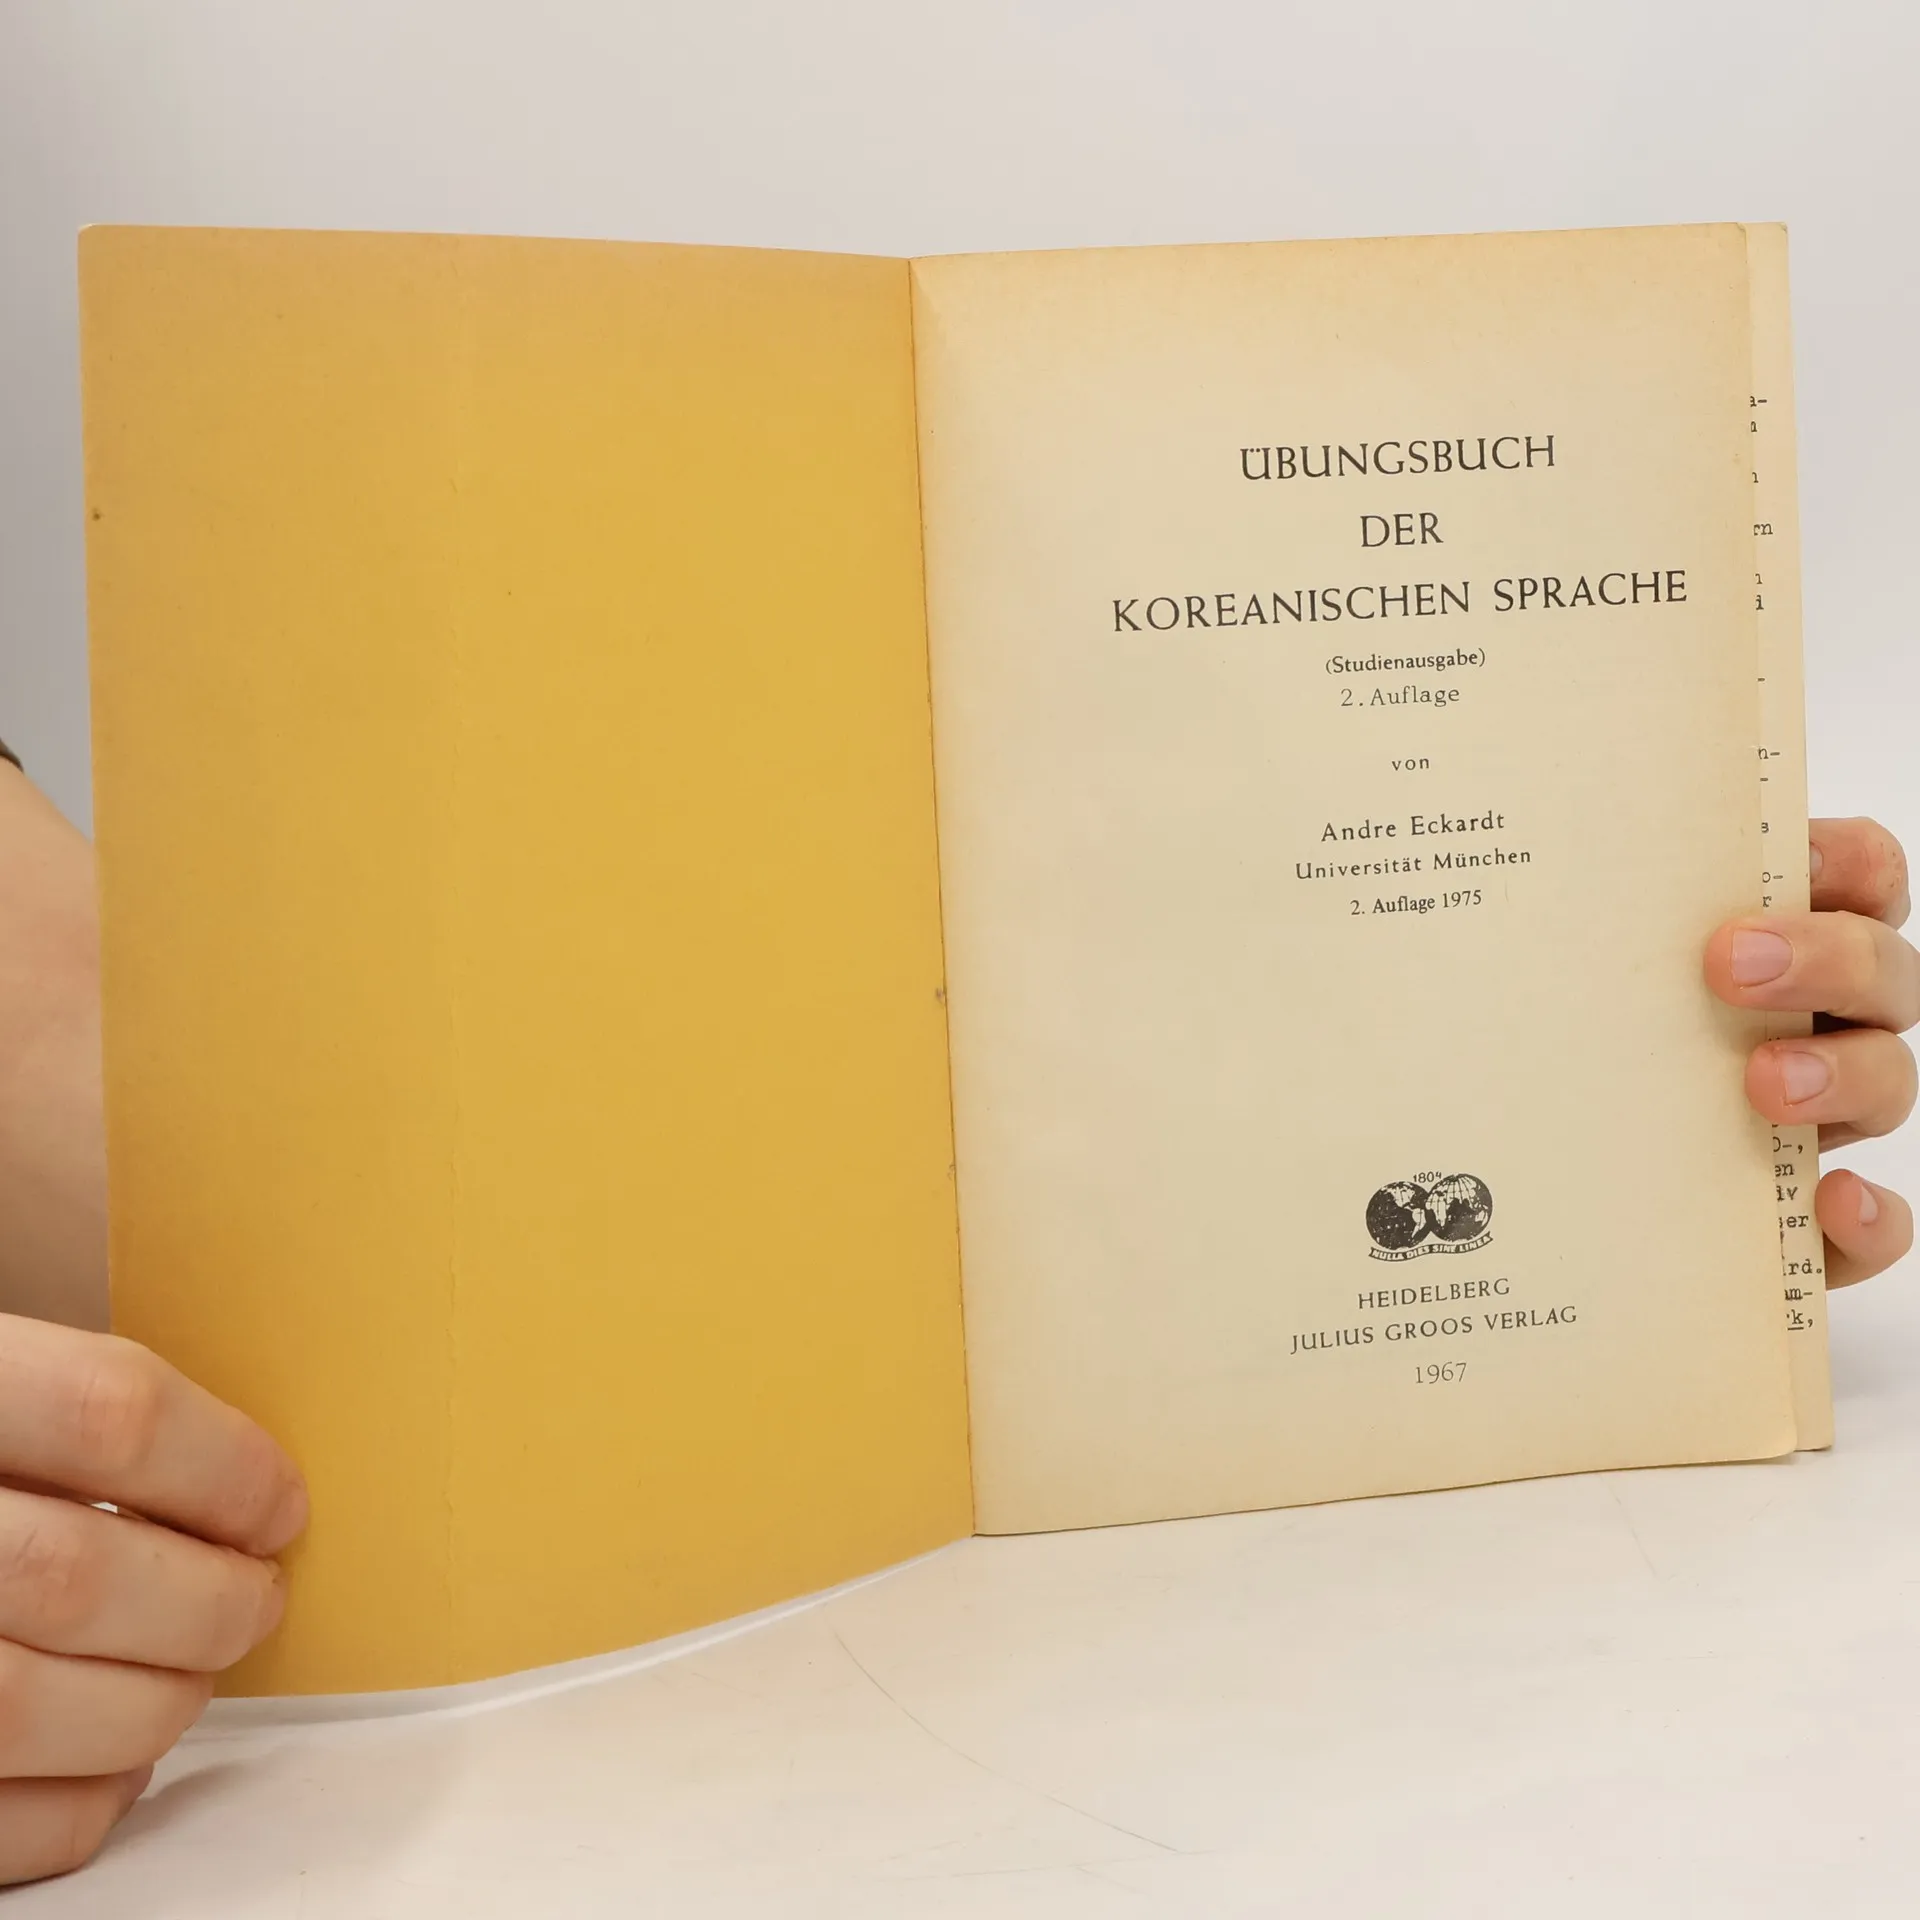 ÜBUNGSBUCH
DER
KOREANISCHEN SPRACHE
(Studienausgabe)
2. Auflage
von
Andre Eckardt
Universität München
2. Auflage 1975
1804
NULLA DIES SINE LINEA
HEIDELBERG
JULIUS GROOS VERLAG
1967